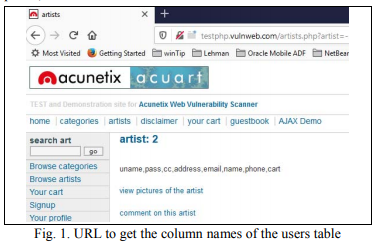 artists
testphp.vulnweb.com/artists.php?artist=-
Most Visited Getting Started winTip Lehman Oracle Mobile ADF NetBear
acunetix acuart
TEST and Demonstration site for Acunetix Web Vulnerability Scanner
home categories artists disclaimer your cart guestbook AJAX Demo
search art
go
Browse categories
Browse artists
Your cart
Signup
Your profile
artist: 2
uname,pass,cc,address,email,name,phone,cart
view pictures of the artist
comment on this artist
Fig. 1. URL to get the column names of the users table